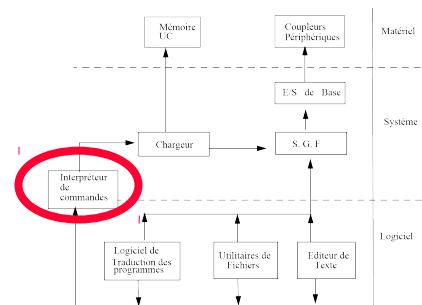 Mémoire
UC
Coupleurs
Périphériques
Matériel
E/S de Base
Système
Chargeur
S. G. F
Interpréteur
de
commandes
Logiciel
Logiciel de
Traduction des
programmes
Utilitaires de
Fichiers
Editeur de
Texte